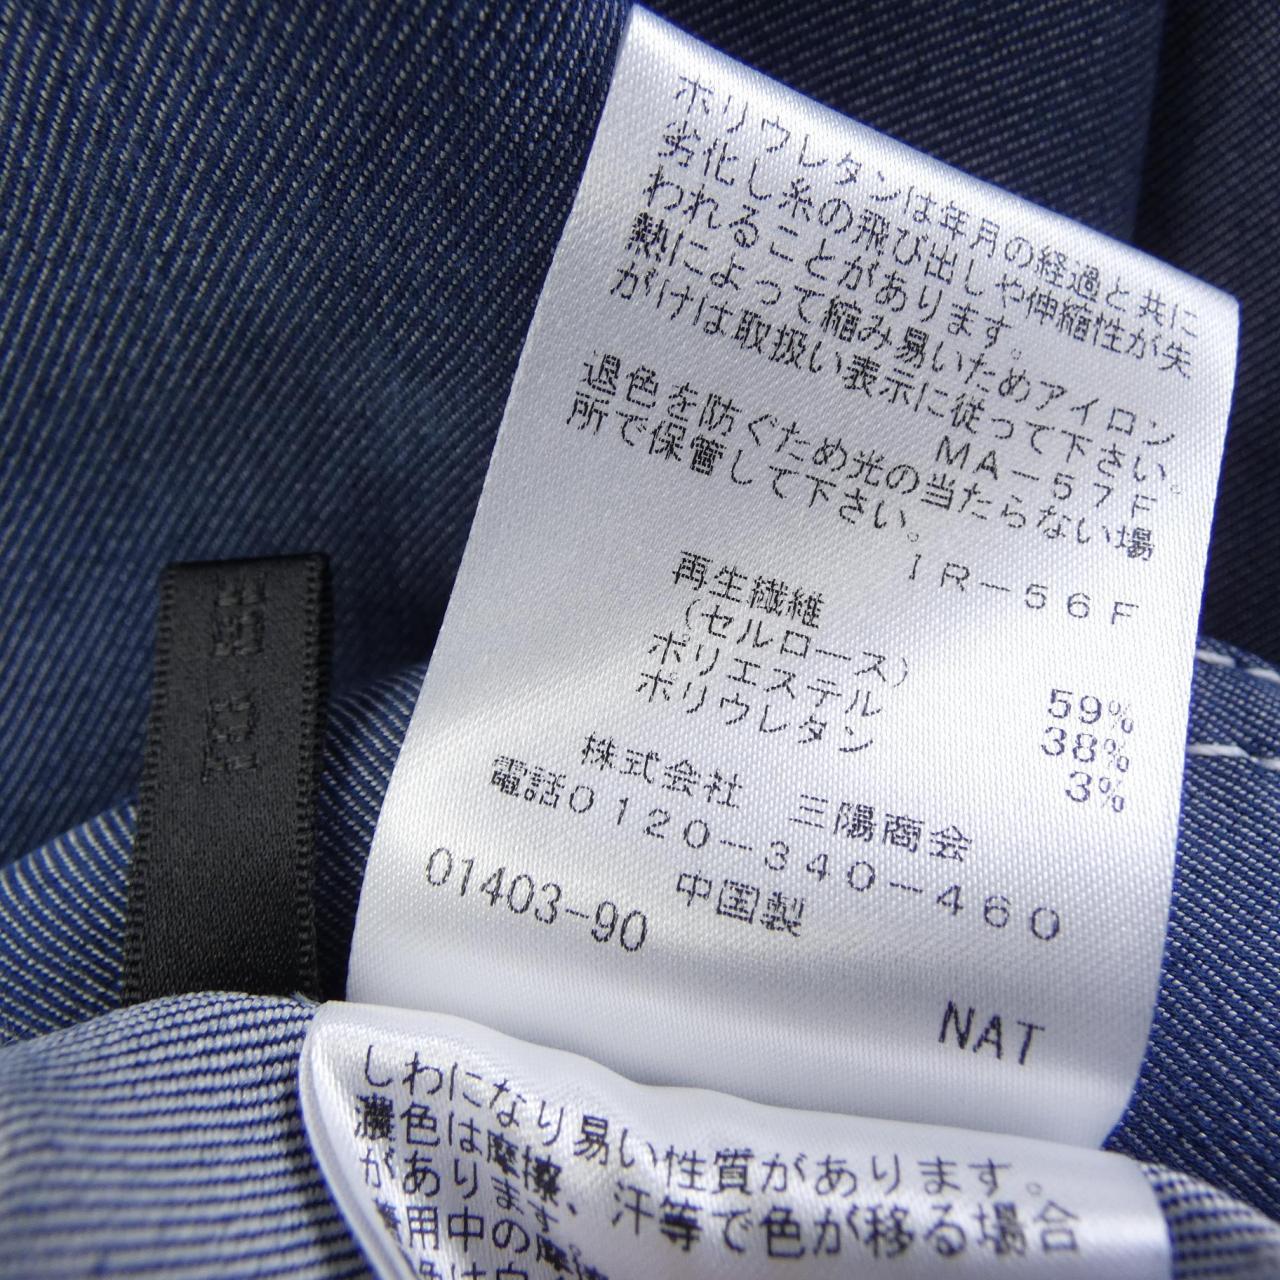 ポリウレタンは年月の経過と共に
劣化し糸の飛び出しや伸縮性が失
われることがあります。
熱によって縮み易いためアイロン
がけは取扱い表示に従って下さい。
MA-57F
退色を防ぐため光の当たらない場
所で保管して下さい。
IR-56F
再生繊維
(セルロース) 59%
ポリエステル 38%
ポリウレタン 3%
株式会社 三陽商会
電話0120-340-460
中国製
01403-90
NAT
しわになり易い性質があります。
濃色は摩擦、汗等で色が移る場合
があります
用中の摩